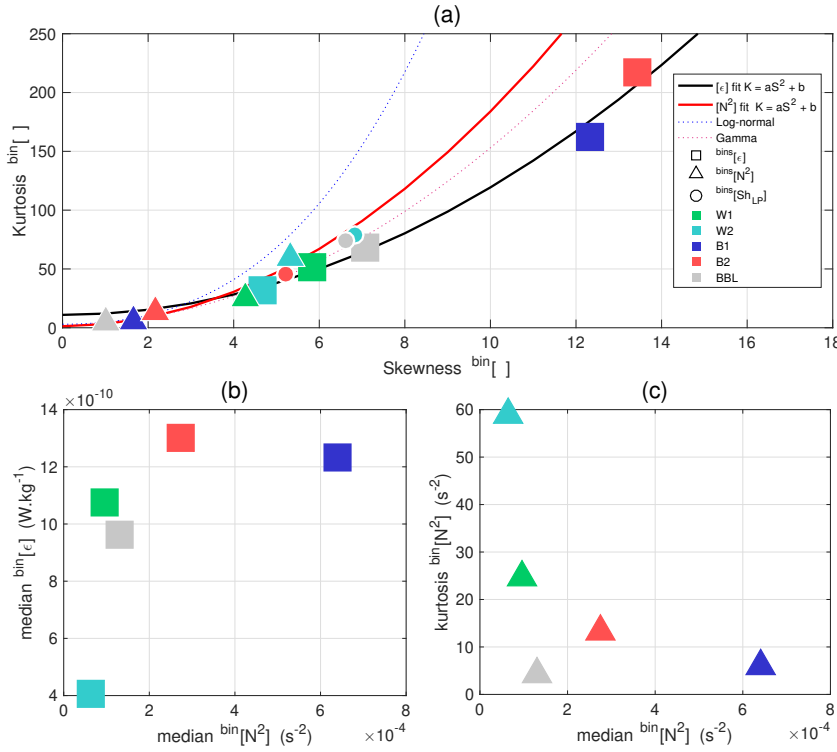 (a)
250
200
150
100
50
0
Kurtosis ^bin[ ]
0 2 4 6 8 10 12 14 16 18
Skewness ^bin[ ]
[ϵ] fit K = aS² + b
[N²] fit K = aS² + b
Log-normal
Gamma
^bins[ϵ]
^bins[N²]
^bins[Sh_LP]
W1
W2
B1
B2
BBL
(b)
×10⁻¹⁰
14
12
10
8
6
4
median ^bin[ϵ] (W.kg⁻¹)
0 2 4 6 8
median ^bin[N²] (s⁻²)
×10⁻⁴
(c)
60
50
40
30
20
10
0
kurtosis ^bin[N²] (s⁻²)
0 2 4 6 8
median ^bin[N²] (s⁻²)
×10⁻⁴